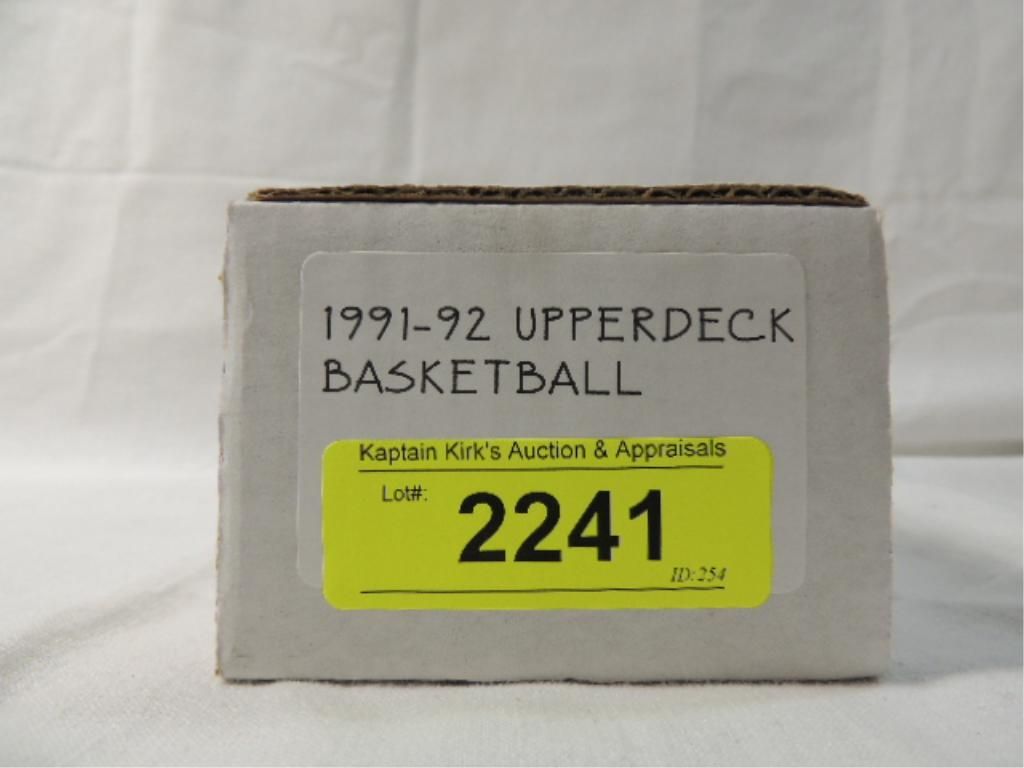 1991-92 UPPERDECK
BASKETBALL
Kaptain Kirk's Auction & Appraisals
Lot#:
2241
ID:254